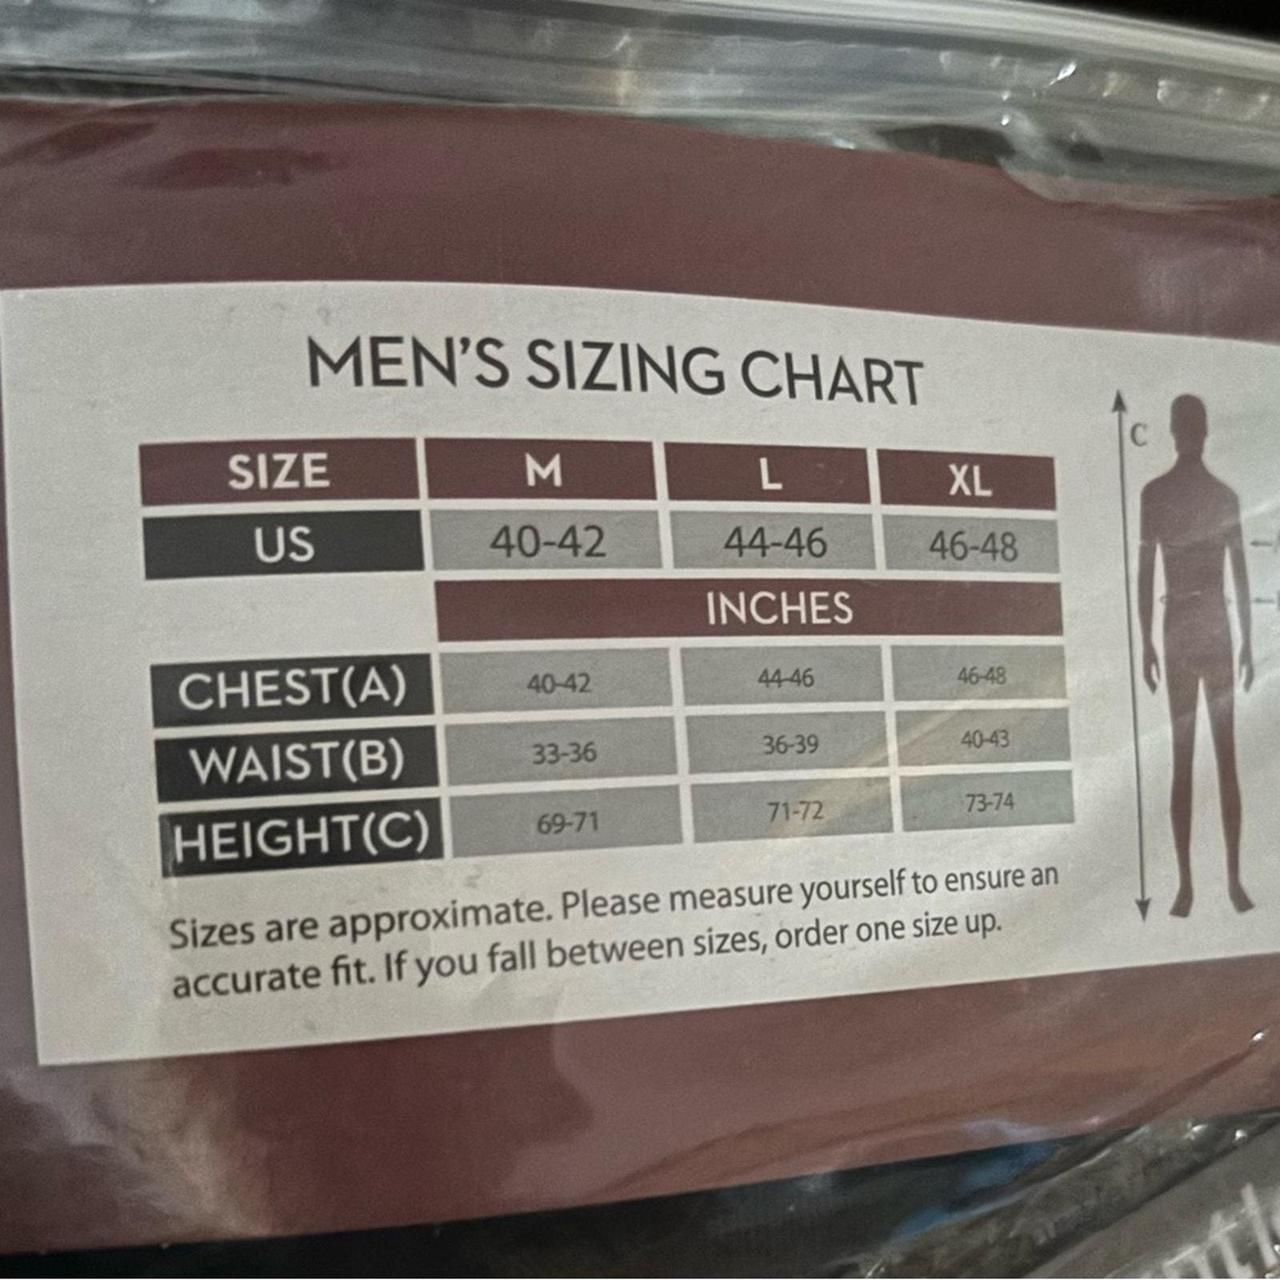 MEN'S SIZING CHART
C
SIZE M L XL
US 40-42 44-46 46-48
INCHES
CHEST(A) 40-42 44-46 46-48
WAIST(B) 33-36 36-39 40-43
HEIGHT(C) 69-71 71-72 73-74
Sizes are approximate. Please measure yourself to ensure an
accurate fit. If you fall between sizes, order one size up.